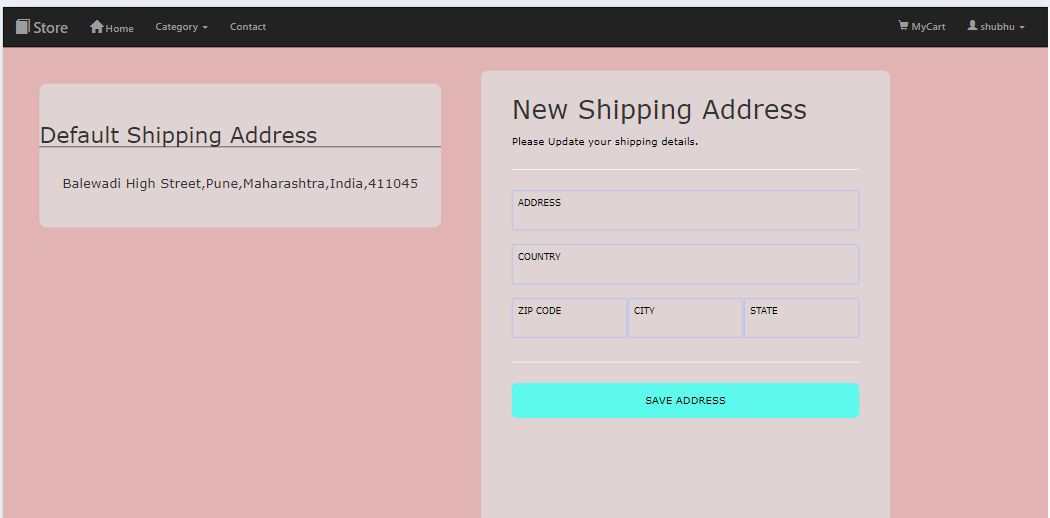 Store Home Category Contact MyCart shubhu
Default Shipping Address
Balewadi High Street,Pune,Maharashtra,India,411045
New Shipping Address
Please Update your shipping details.
ADDRESS
COUNTRY
ZIP CODE CITY STATE
SAVE ADDRESS